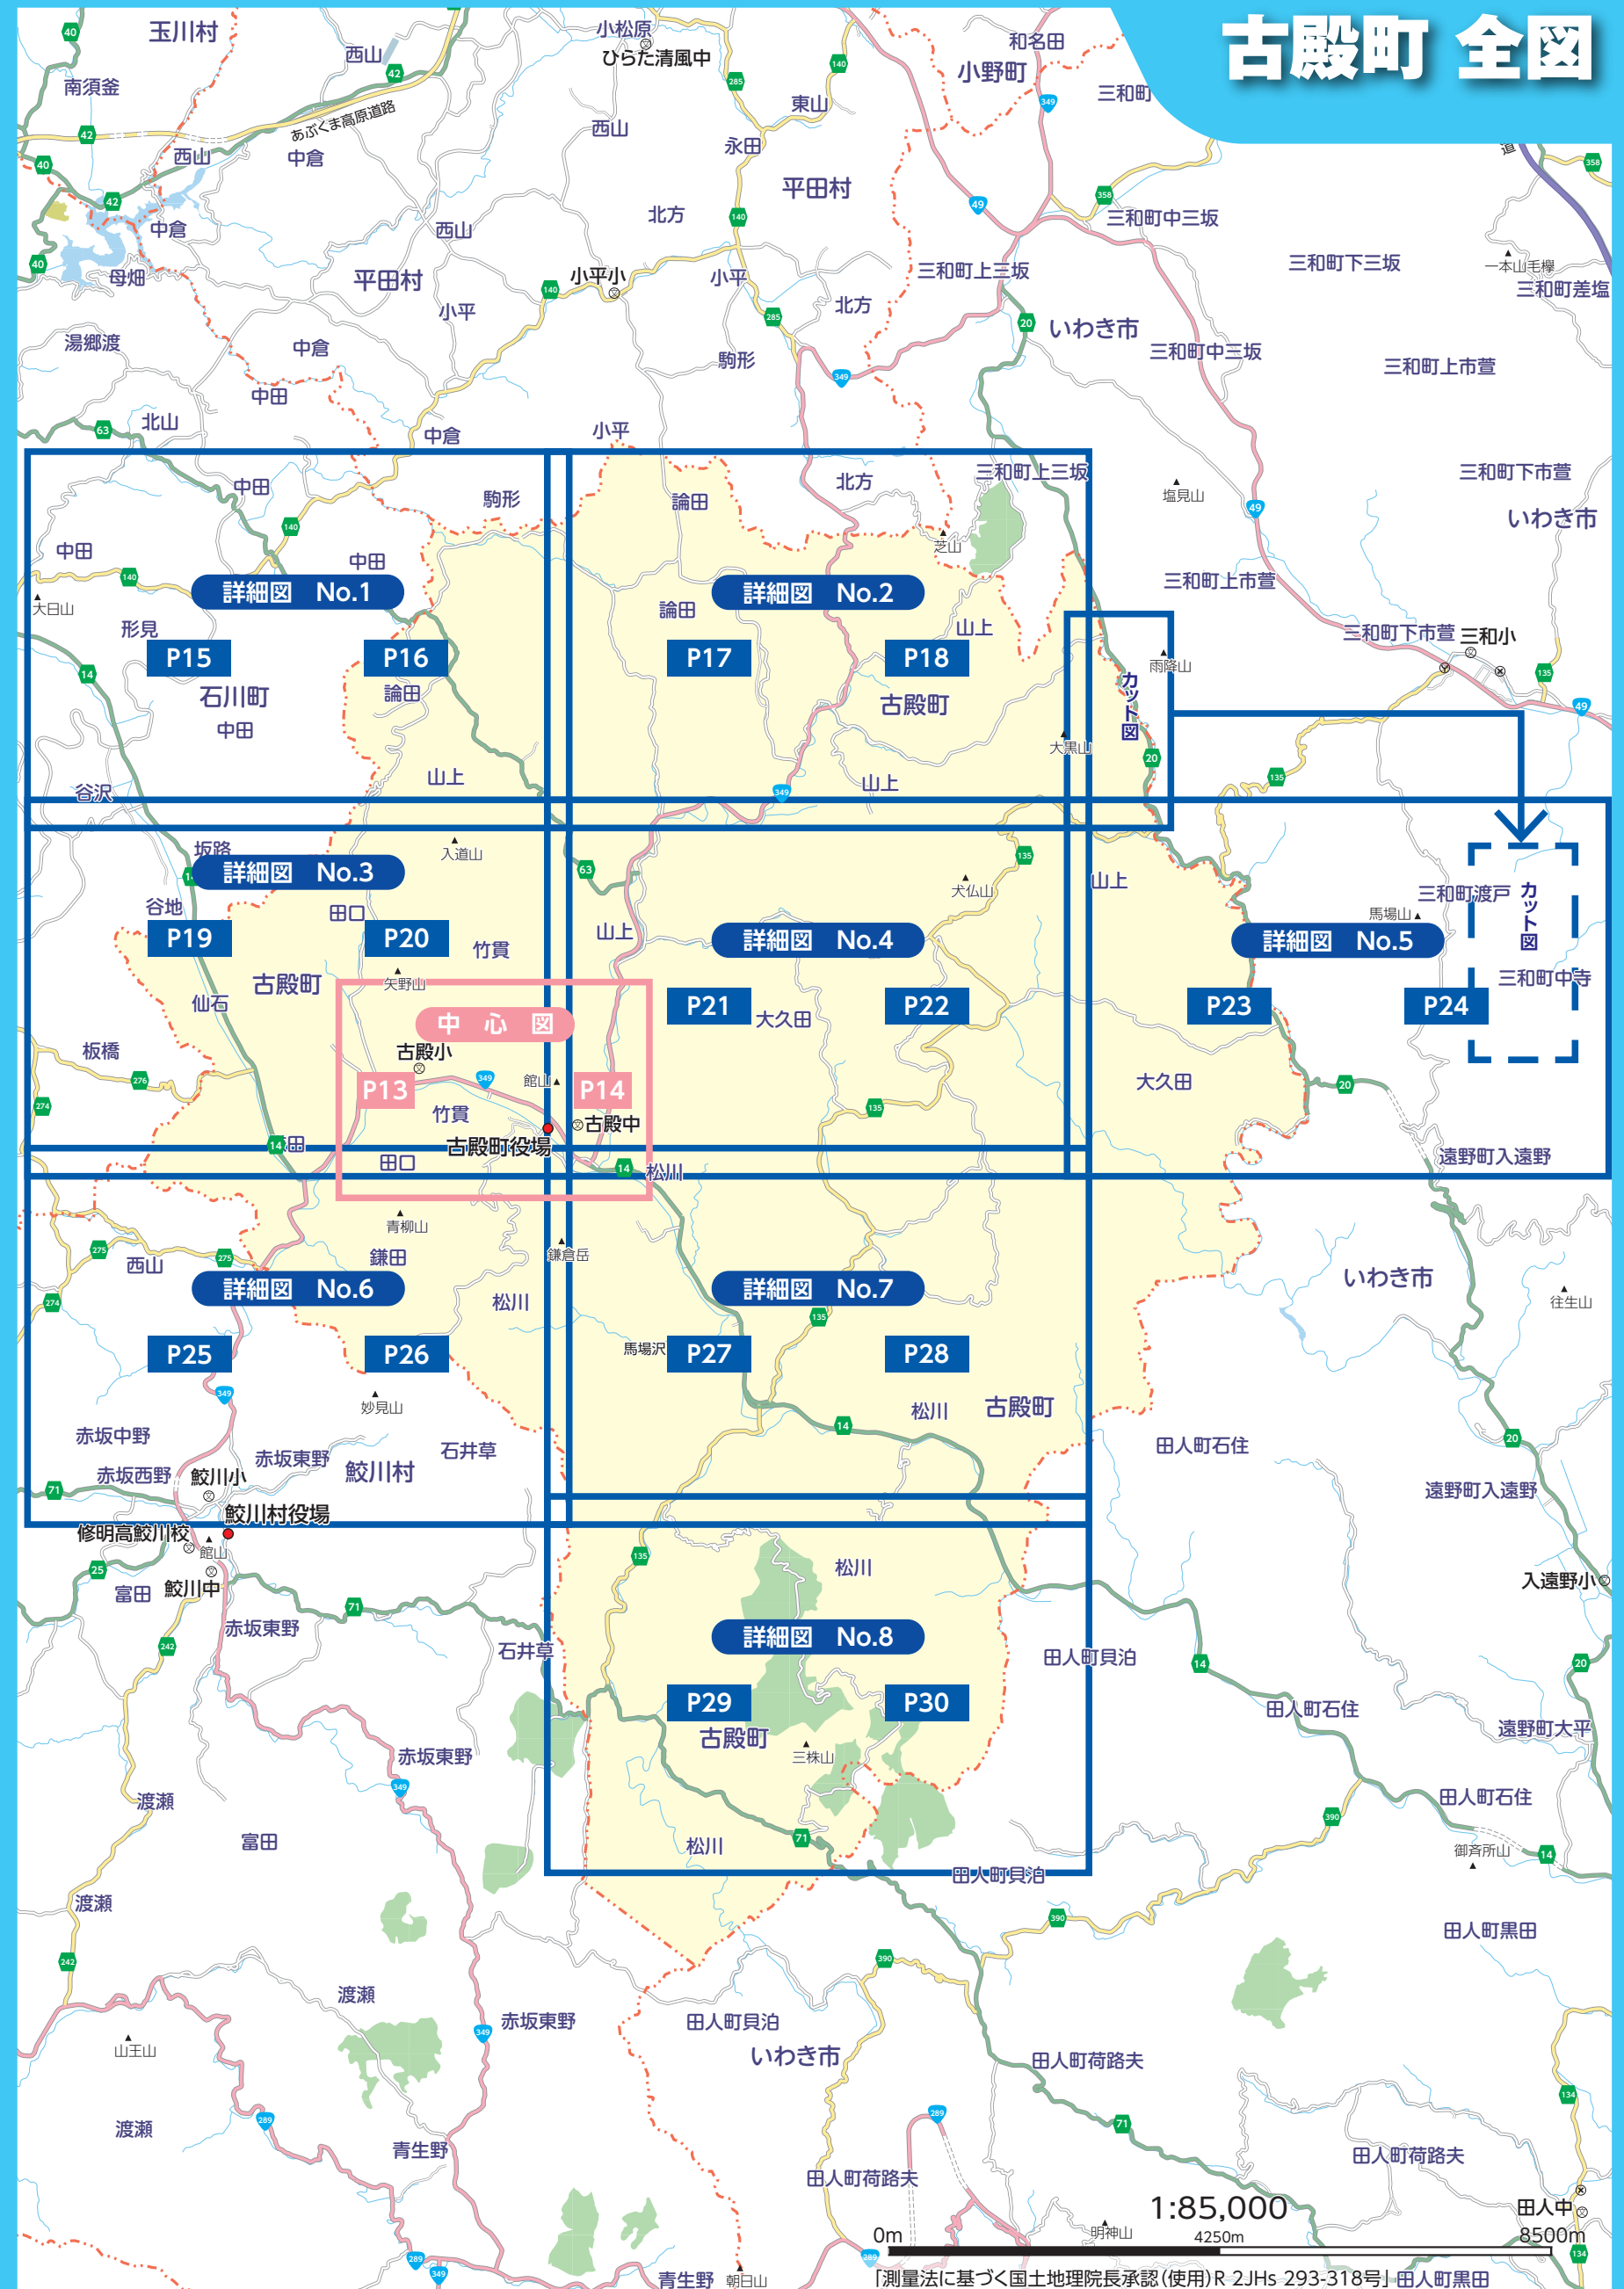 古殿町 全図
玉川村
西山
小松原
ひらた清風中
和名田
小野町
三和町
南須釜
あぶくま高原道路
東山
西山
永田
西山
中倉
平田村
道
三和町中三坂
北方
中倉
西山
母畑
平田村
小平小
小平
三和町上三坂
三和町下三坂
一本山毛欅
三和町差塩
小平
北方
いわき市
湯郷渡
中倉
駒形
三和町中三坂
三和町上市萱
中田
北山
中倉
小平
中田
駒形
論田
北方
三和町上三坂
塩見山
三和町下市萱
いわき市
中田
中田
芝山
詳細図 No.1
詳細図 No.2
三和町上市萱
大日山
論田
形見
山上
三和町下市萱
三和小
P15
P16
P17
P18
雨降山
石川町
論田
古殿町
カット図
中田
大黒山
山上
山上
谷沢
坂路
入道山
詳細図 No.3
犬仏山
山上
三和町渡戸
カット図
谷地
田口
馬場山
P19
P20
竹貫
山上
詳細図 No.4
詳細図 No.5
古殿町
矢野山
三和町中寺
仙石
P21
大久田
P22
P23
P24
中 心 図
板橋
古殿小
P13
館山
P14
大久田
竹貫
古殿中
古殿町役場
田口
松川
遠野町入遠野
青柳山
西山
鎌田
鎌倉岳
いわき市
詳細図 No.6
松川
詳細図 No.7
往生山
P25
P26
馬場沢
P27
P28
妙見山
松川
古殿町
赤坂中野
赤坂東野
石井草
田人町石住
赤坂西野
鮫川小
鮫川村
遠野町入遠野
鮫川村役場
修明高鮫川校
館山
松川
富田
鮫川中
入遠野小
赤坂東野
詳細図 No.8
石井草
田人町貝泊
P29
P30
田人町石住
古殿町
遠野町大平
赤坂東野
三株山
渡瀬
田人町石住
富田
松川
御斉所山
田人町貝泊
渡瀬
田人町黒田
渡瀬
赤坂東野
田人町貝泊
山王山
いわき市
田人町荷路夫
渡瀬
青生野
田人町荷路夫
田人町荷路夫
1:85,000
田人中
0m
4250m
8500m
明神山
青生野
朝日山
「測量法に基づく国土地理院長承認(使用)R 2JHs 293-318号」
田人町黒田